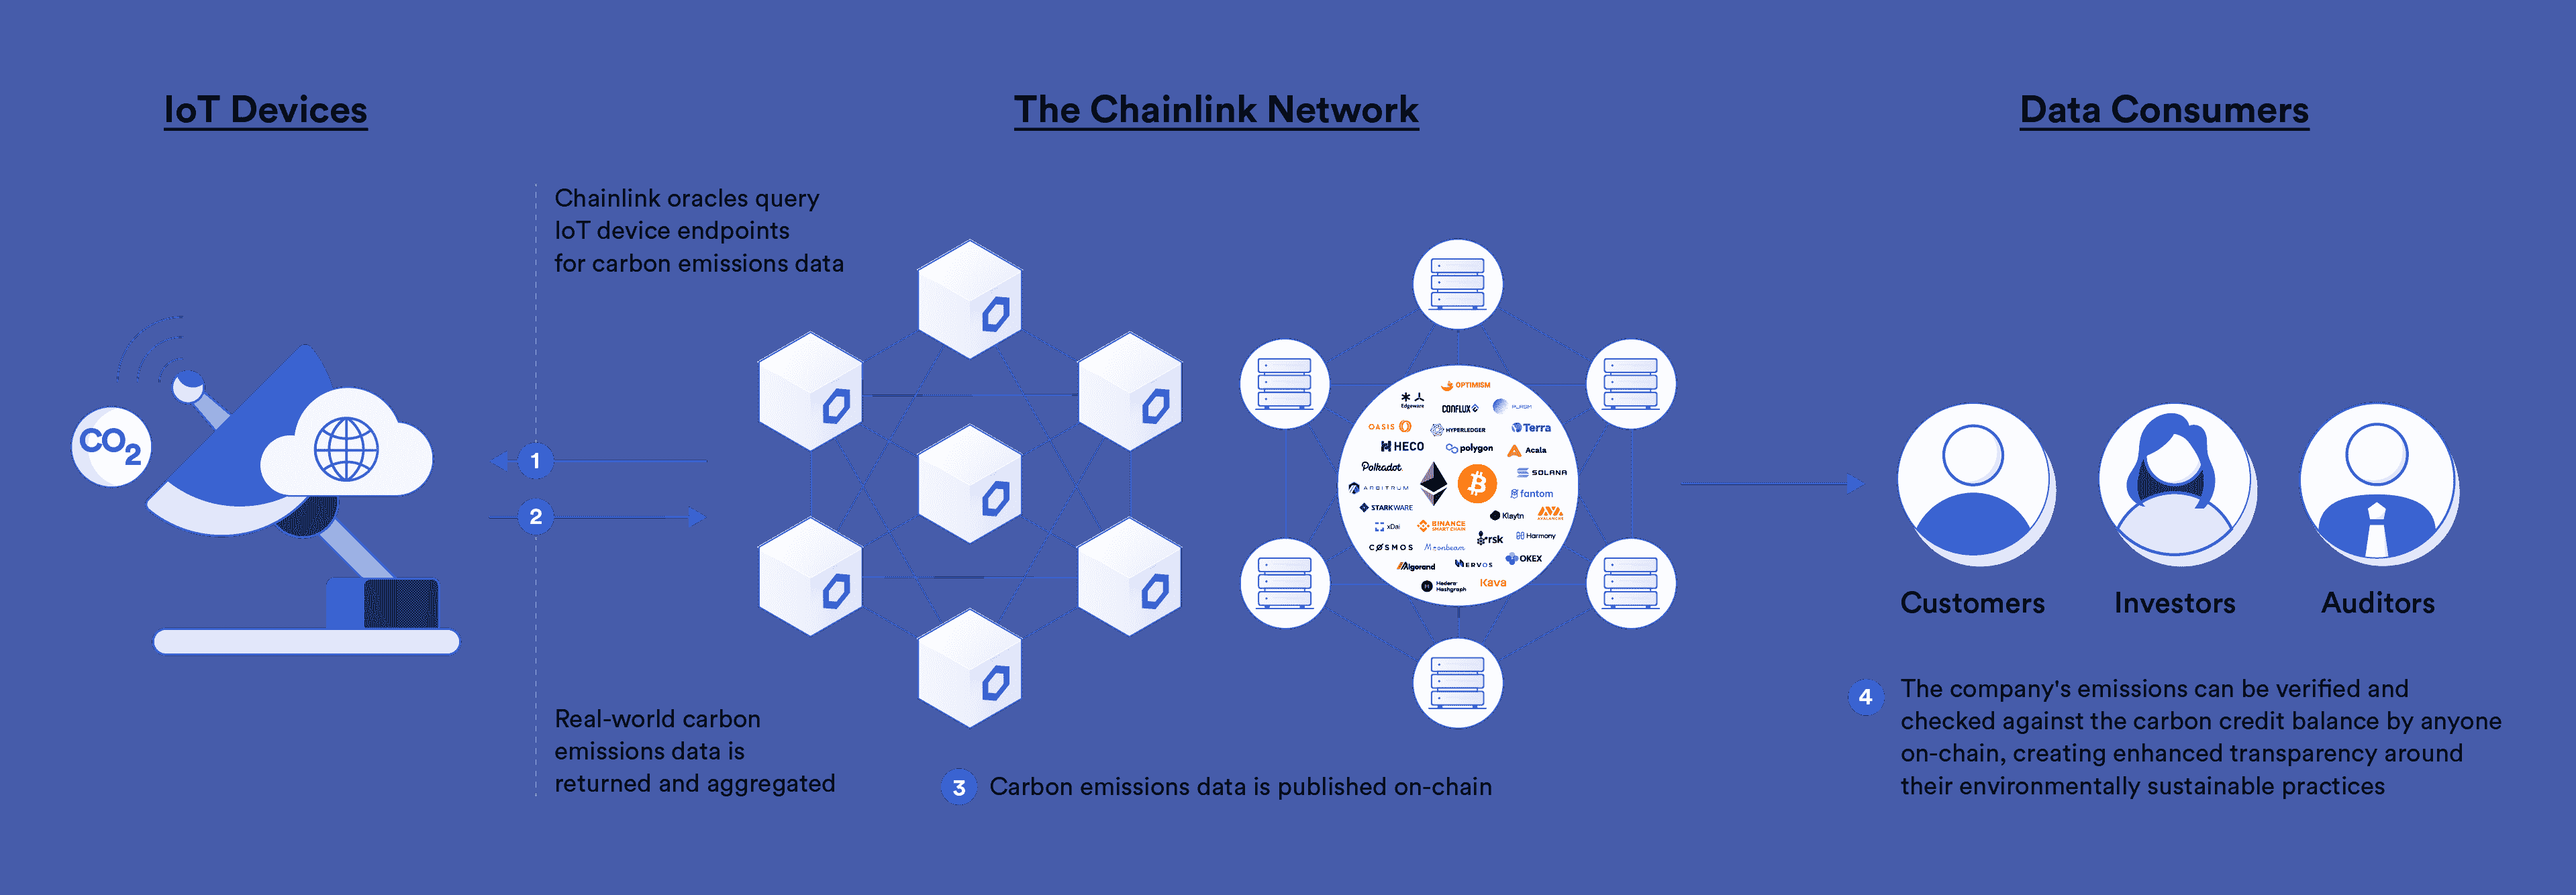 IoT Devices
The Chainlink Network
Data Consumers
Chainlink oracles query
IoT device endpoints
for carbon emissions data
CO2
1
2
Real-world carbon
emissions data is
returned and aggregated
OPTIMISM
Edgeware
CONFLUX
PLASM
OASIS
HYPERLEDGER
Terra
HECO
polygon
Acala
Polkadot
SOLANA
ARBITRUM
fantom
STARKWARE
Klaytn
AVALANCHE
xDai
BINANCE
SMART CHAIN
rsk
Harmony
COSMOS
Moonbeam
OKEX
Algorand
NERVOS
Hedera
Hashgraph
Kava
3 Carbon emissions data is published on-chain
Customers
Investors
Auditors
4 The company's emissions can be verified and
checked against the carbon credit balance by anyone
on-chain, creating enhanced transparency around
their environmentally sustainable practices